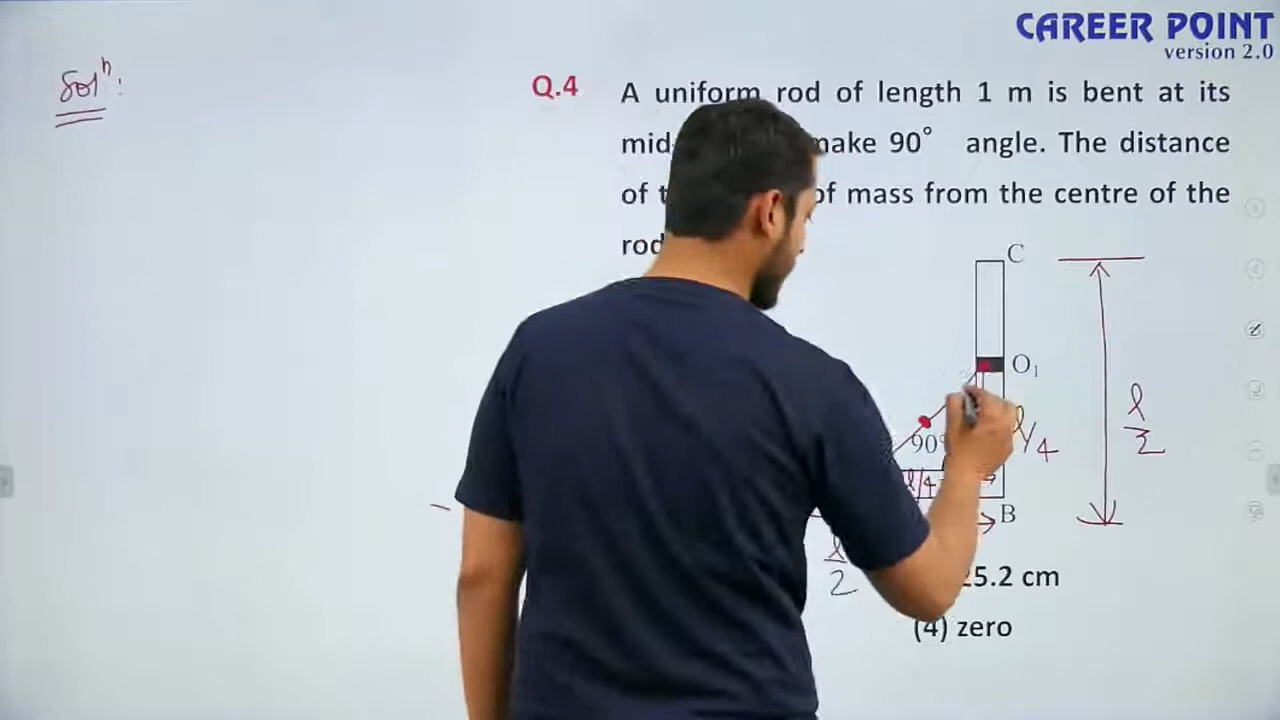 CAREER POINT
version 2.0
Solⁿ:
Q.4 A uniform rod of length 1 m is bent at its
mid make 90° angle. The distance
of of mass from the centre of the
rod
C
O₁
l/4
l/2
90°
l/4
B
l/2
25.2 cm
(4) zero